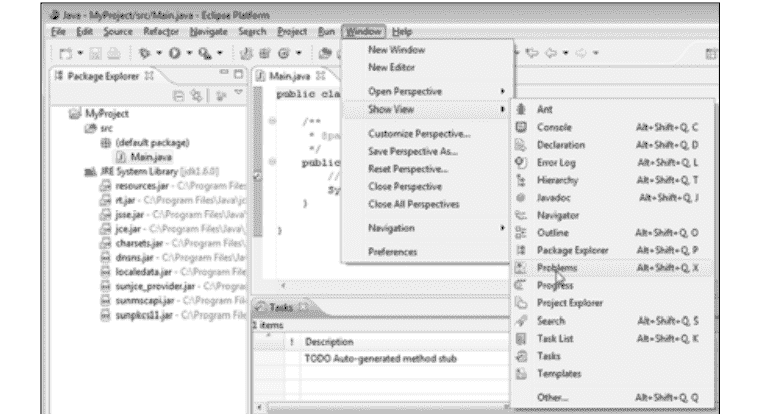 Java - MyProject/src/Main.java - Eclipse Platform
File Edit Source Refactor Navigate Search Project Run Window Help
Package Explorer
MyProject
src
(default package)
Main.java
JRE System Library [jdk1.6.0]
resources.jar - C:\Program Files
rt.jar - C:\Program Files\Java\jc
jsse.jar - C:\Program Files\Java\
jce.jar - C:\Program Files\Java\j
charsets.jar - C:\Program Files\
dnsns.jar - C:\Program Files\Ja
localedata.jar - C:\Program File
sunjce_provider.jar - C:\Progra
sunmscapi.jar - C:\Program File
sunpkcs11.jar - C:\Program File
Main.java
public cla
/**
*/
public
//
Sy
}
}
New Window
New Editor
Open Perspective
Show View
Customize Perspective...
Save Perspective As...
Reset Perspective...
Close Perspective
Close All Perspectives
Navigation
Preferences
Ant
Console Alt+Shift+Q, C
Declaration Alt+Shift+Q, D
Error Log Alt+Shift+Q, L
Hierarchy Alt+Shift+Q, T
Javadoc Alt+Shift+Q, J
Navigator
Outline Alt+Shift+Q, O
Package Explorer Alt+Shift+Q, P
Problems Alt+Shift+Q, X
Progress
Project Explorer
Search Alt+Shift+Q, S
Task List Alt+Shift+Q, K
Tasks
Templates
Other... Alt+Shift+Q, Q
Tasks
1 items
! Description
TODO Auto-generated method stub